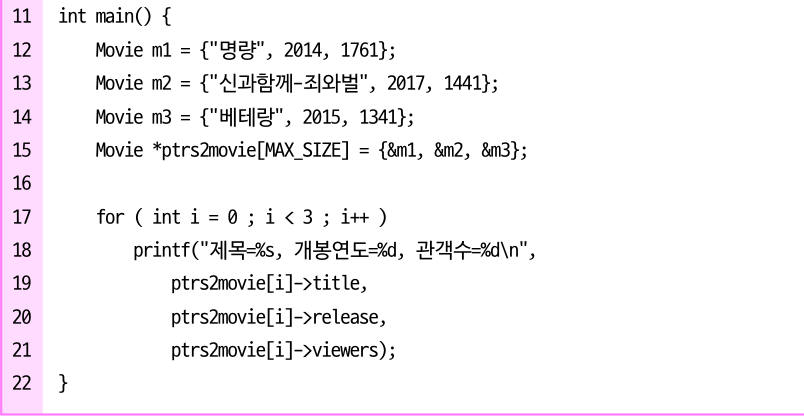 11 int main() {
12     Movie m1 = {"명량", 2014, 1761};
13     Movie m2 = {"신과함께-죄와벌", 2017, 1441};
14     Movie m3 = {"베테랑", 2015, 1341};
15     Movie *ptrs2movie[MAX_SIZE] = {&m1, &m2, &m3};
16
17     for ( int i = 0 ; i < 3 ; i++ )
18         printf("제목=%s, 개봉연도=%d, 관객수=%d\n",
19             ptrs2movie[i]->title,
20             ptrs2movie[i]->release,
21             ptrs2movie[i]->viewers);
22 }